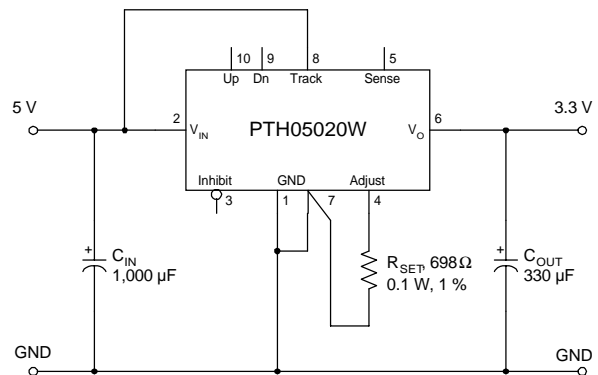 10
9
8
5
Up
Dn
Track
Sense
5 V
2
V_IN
PTH05020W
V_O
6
3.3 V
Inhibit
GND
Adjust
3
1
7
4
+
C_IN
1,000 µF
R_SET, 698Ω
0.1 W, 1 %
+
C_OUT
330 µF
GND
GND